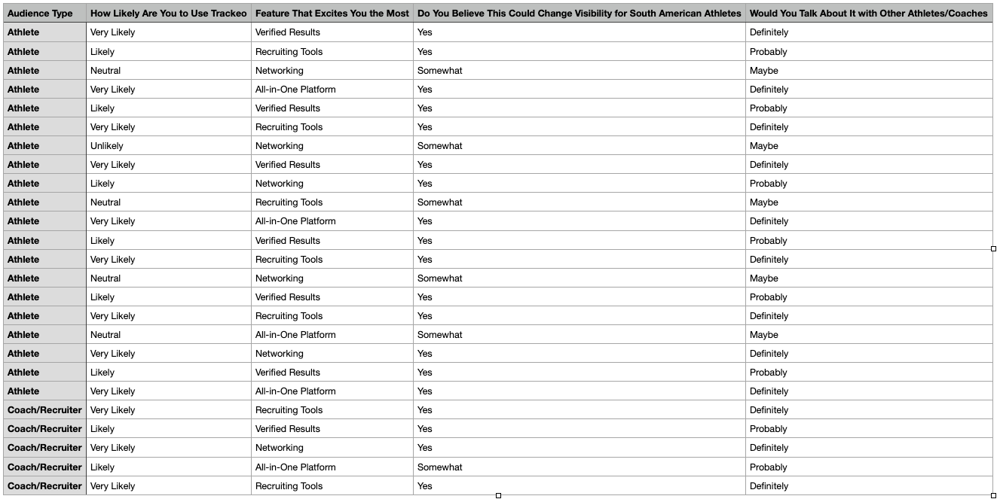 Audience Type How Likely Are You to Use Trackeo Feature That Excites You the Most Do You Believe This Could Change Visibility for South American Athletes Would You Talk About It with Other Athletes/Coaches
Athlete Very Likely Verified Results Yes Definitely
Athlete Likely Recruiting Tools Yes Probably
Athlete Neutral Networking Somewhat Maybe
Athlete Very Likely All-in-One Platform Yes Definitely
Athlete Likely Verified Results Yes Probably
Athlete Very Likely Recruiting Tools Yes Definitely
Athlete Unlikely Networking Somewhat Maybe
Athlete Very Likely Verified Results Yes Definitely
Athlete Likely Networking Yes Probably
Athlete Neutral Recruiting Tools Somewhat Maybe
Athlete Very Likely All-in-One Platform Yes Definitely
Athlete Likely Verified Results Yes Probably
Athlete Very Likely Recruiting Tools Yes Definitely
Athlete Neutral Networking Somewhat Maybe
Athlete Likely Verified Results Yes Probably
Athlete Very Likely Recruiting Tools Yes Definitely
Athlete Neutral All-in-One Platform Somewhat Maybe
Athlete Very Likely Networking Yes Definitely
Athlete Likely Verified Results Yes Probably
Athlete Very Likely All-in-One Platform Yes Definitely
Coach/Recruiter Very Likely Recruiting Tools Yes Definitely
Coach/Recruiter Likely Verified Results Yes Probably
Coach/Recruiter Very Likely Networking Yes Definitely
Coach/Recruiter Likely All-in-One Platform Somewhat Probably
Coach/Recruiter Very Likely Recruiting Tools Yes Definitely